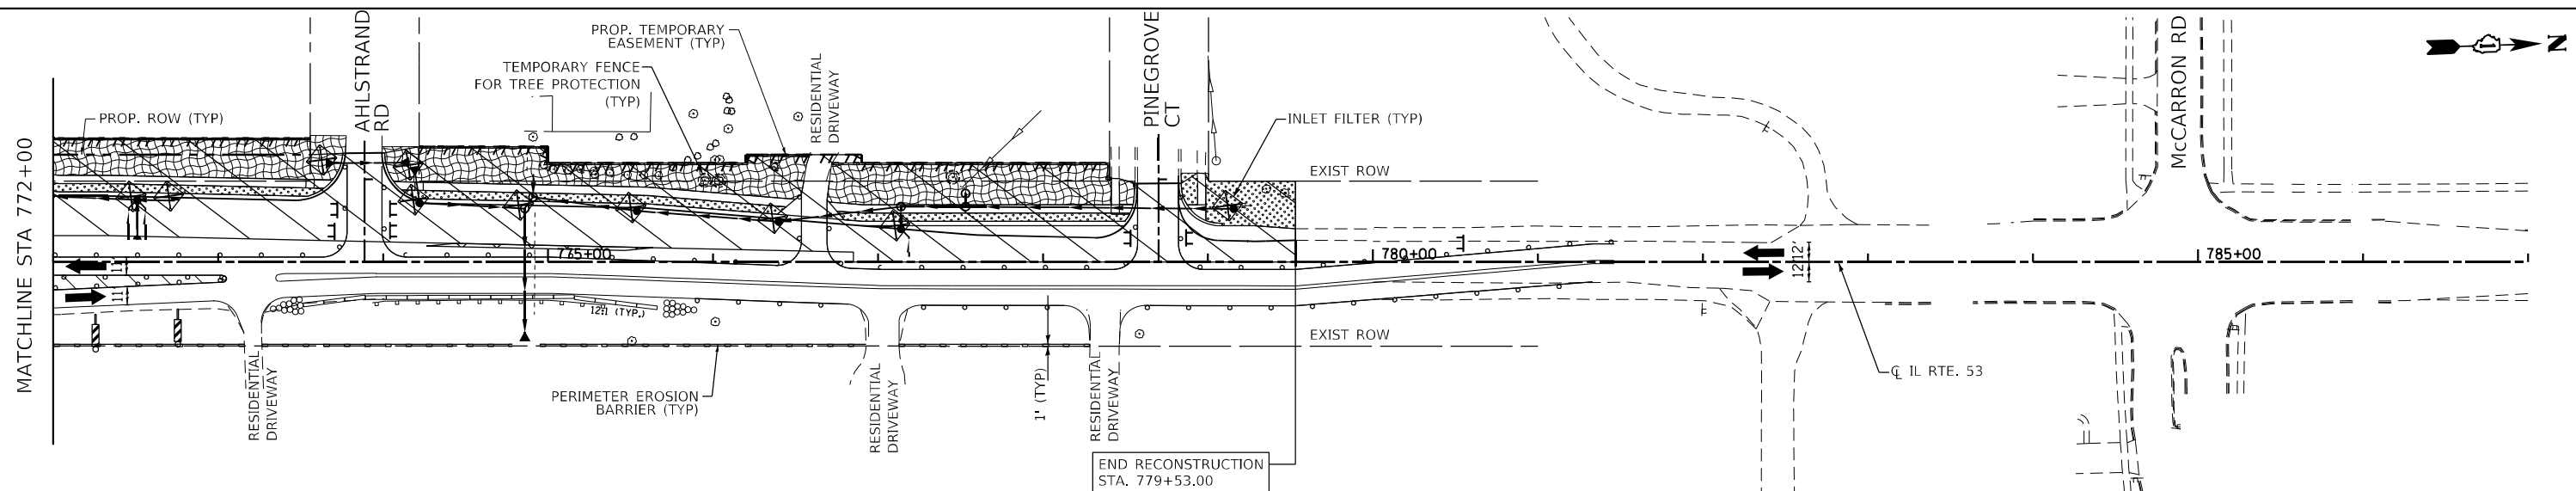 MATCHLINE STA 772+00
PROP. ROW (TYP)
AHLSTRAND
RD
PROP. TEMPORARY
EASEMENT (TYP)
TEMPORARY FENCE
FOR TREE PROTECTION
(TYP)
RESIDENTIAL
DRIVEWAY
PINEGROVE
CT
INLET FILTER (TYP)
EXIST ROW
McCARRON RD
N
775+00
780+00
785+00
11'
11'
12'
12'
12:1 (TYP.)
EXIST ROW
℄ IL RTE. 53
RESIDENTIAL
DRIVEWAY
PERIMETER EROSION
BARRIER (TYP)
RESIDENTIAL
DRIVEWAY
1' (TYP)
RESIDENTIAL
DRIVEWAY
END RECONSTRUCTION
STA. 779+53.00